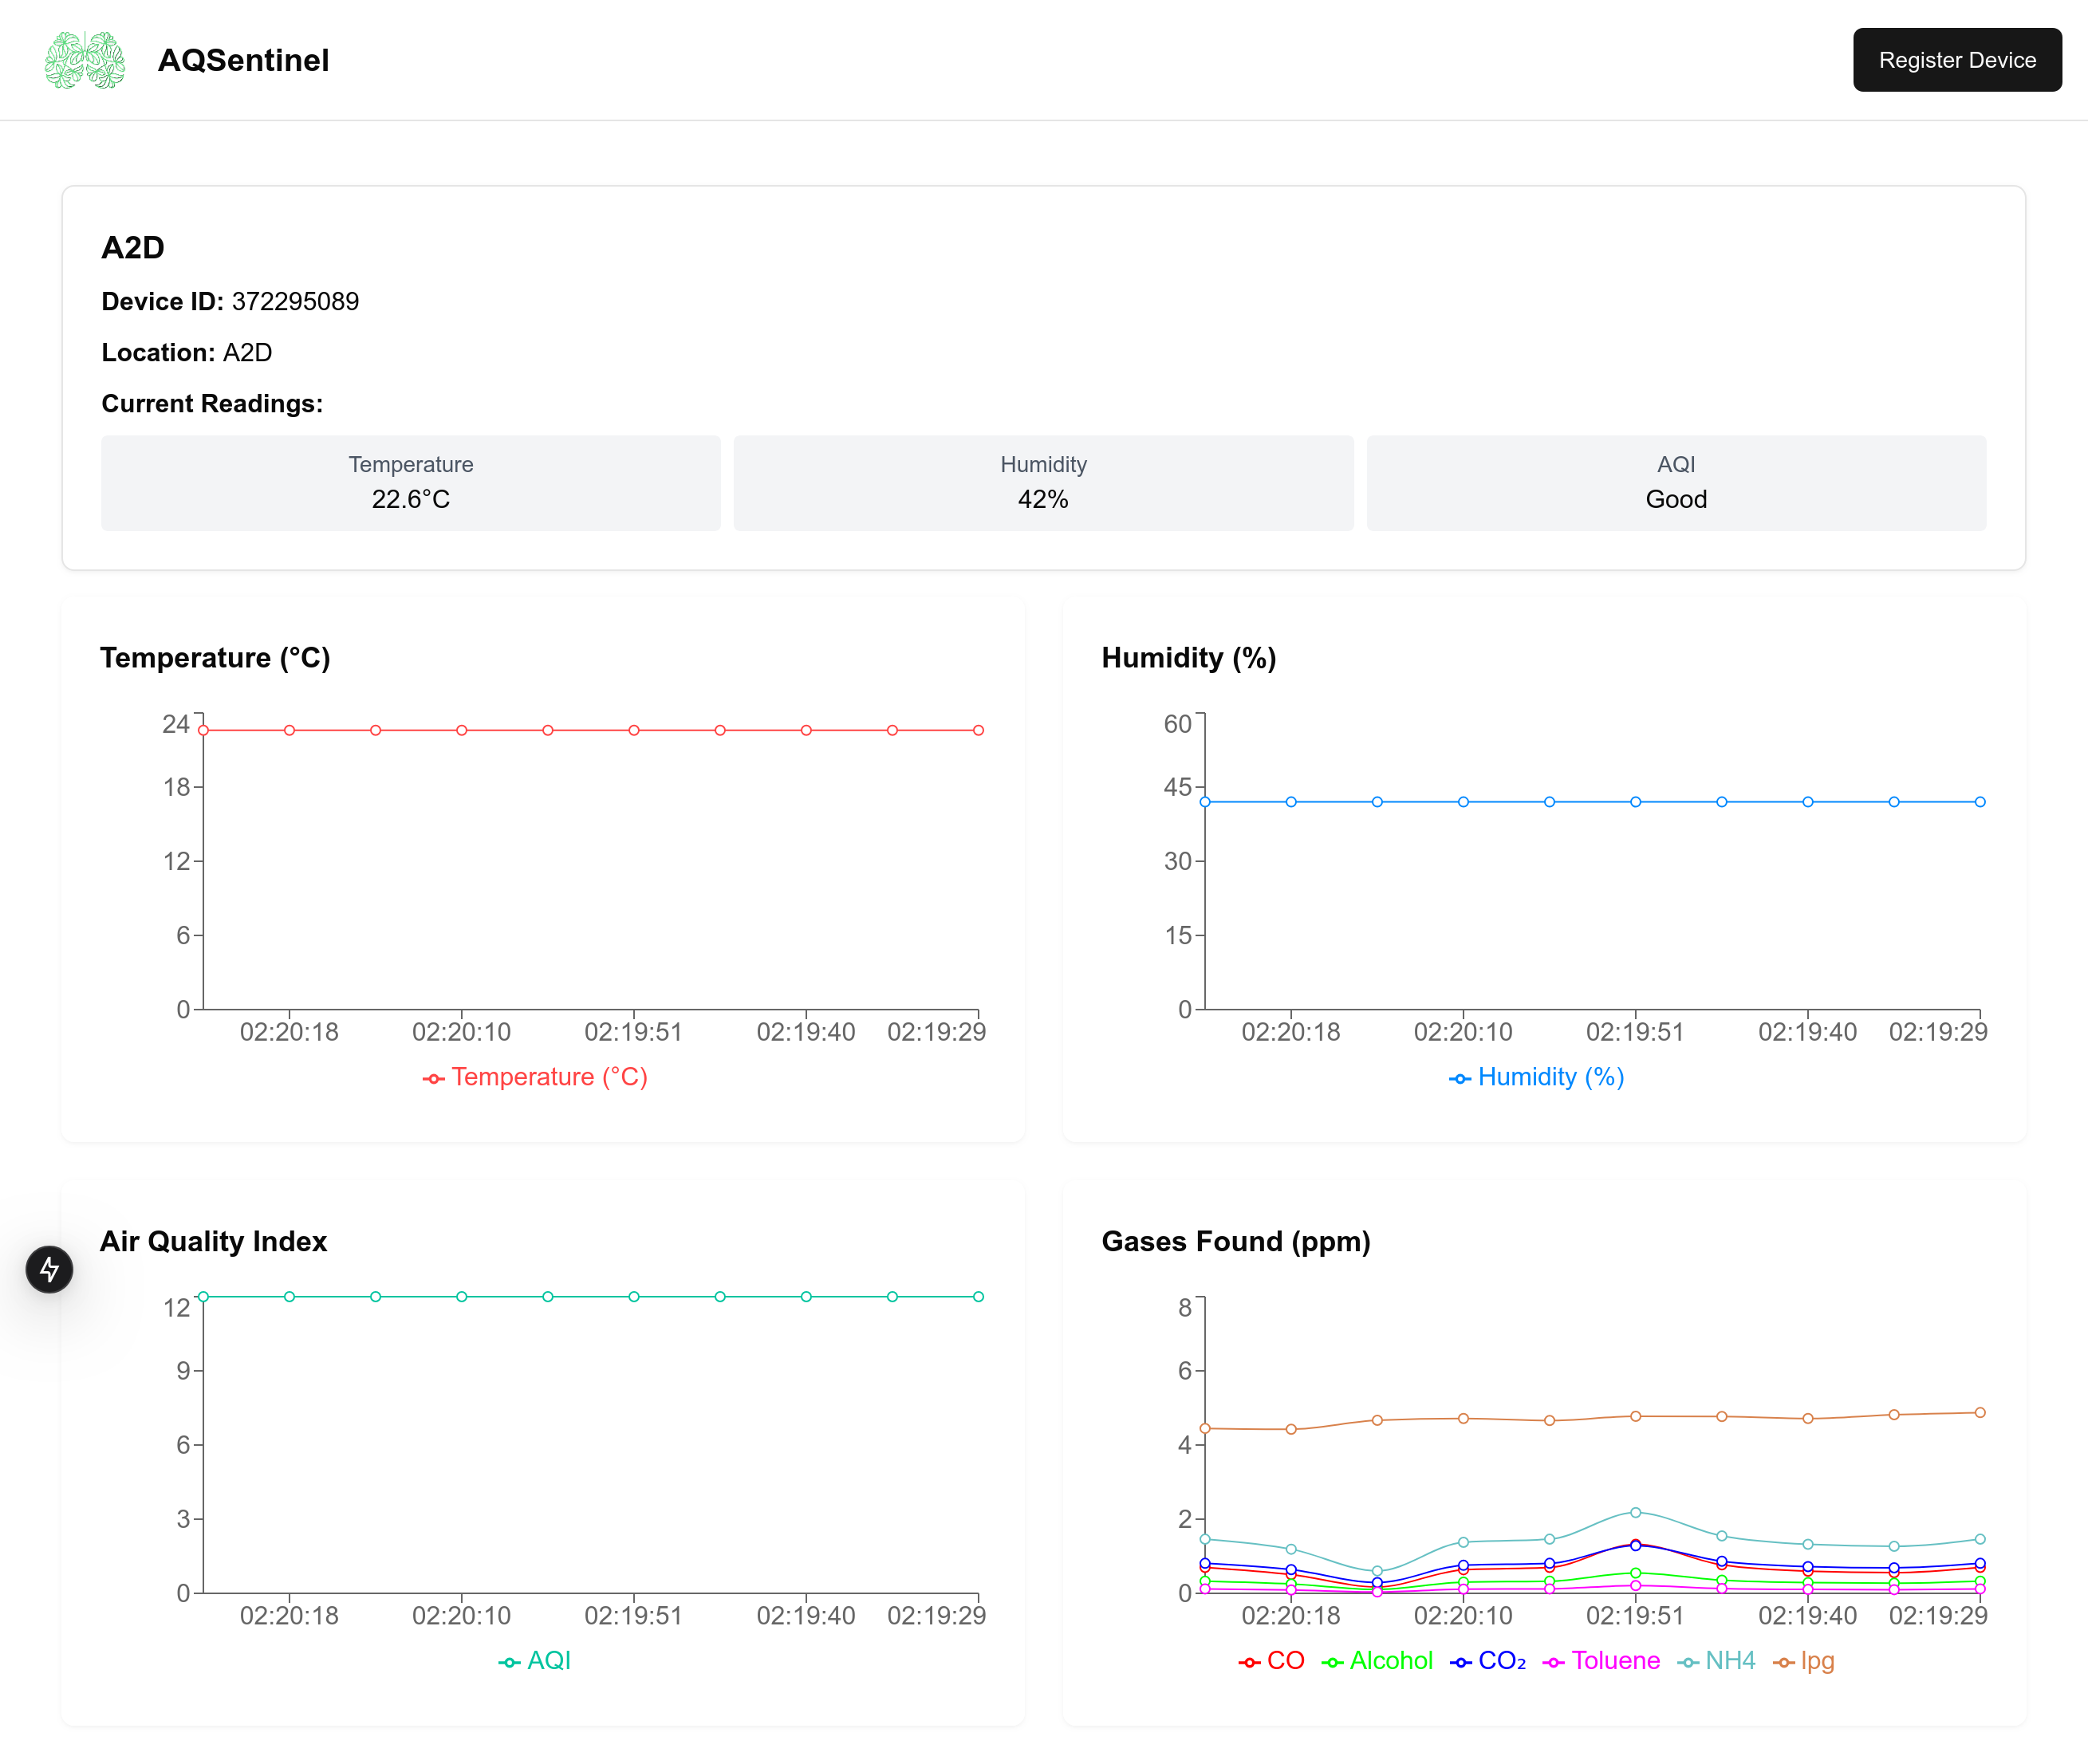 AQSentinel
Register Device
A2D
Device ID: 372295089
Location: A2D
Current Readings:
Temperature
22.6°C
Humidity
42%
AQI
Good
Temperature (°C)
24
18
12
6
0
02:20:18 02:20:10 02:19:51 02:19:40 02:19:29
Temperature (°C)
Humidity (%)
60
45
30
15
0
02:20:18 02:20:10 02:19:51 02:19:40 02:19:29
Humidity (%)
Air Quality Index
12
9
6
3
0
02:20:18 02:20:10 02:19:51 02:19:40 02:19:29
AQI
Gases Found (ppm)
8
6
4
2
0
02:20:18 02:20:10 02:19:51 02:19:40 02:19:29
CO Alcohol CO₂ Toluene NH4 lpg